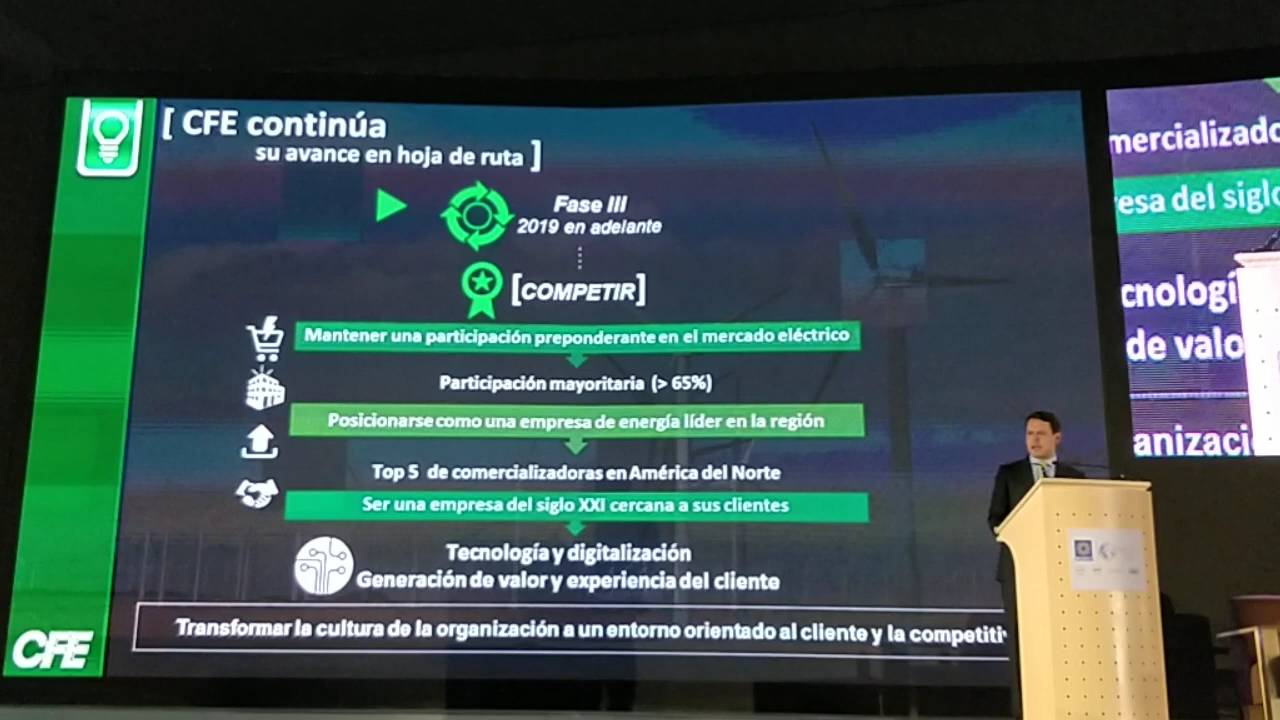 [ CFE continúa
su avance en hoja de ruta ]
Fase III
2019 en adelante
[COMPETIR]
Mantener una participación preponderante en el mercado eléctrico
Participación mayoritaria (> 65%)
Posicionarse como una empresa de energía líder en la región
Top 5 de comercializadoras en América del Norte
Ser una empresa del siglo XXI cercana a sus clientes
Tecnología y digitalización
Generación de valor y experiencia del cliente
Transformar la cultura de la organización a un entorno orientado al cliente y la competiti
CFE
mercializado
esa del siglo
cnologí
de valo
anizaci